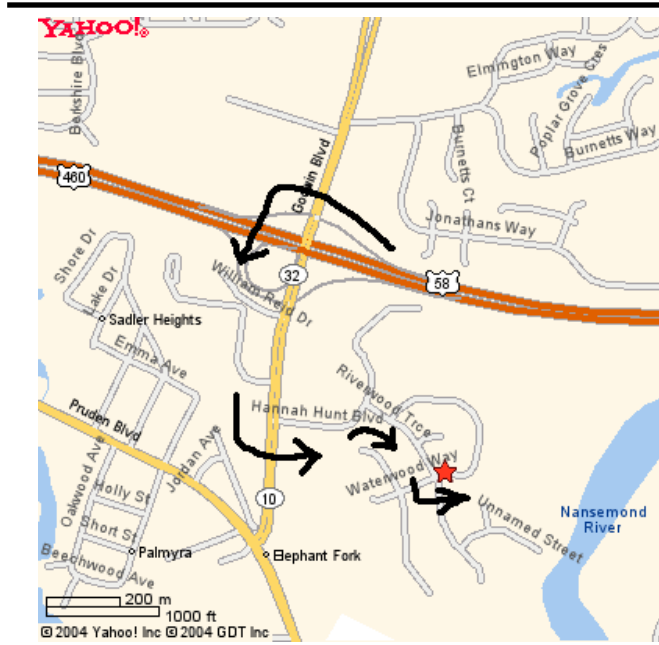 YAHOO!
Berkshire Blvd
Elmington Way
Poplar Grove Cres
Burnetts Way
Burnetts Ct
Jonathans Way
Godwin Blvd
460
58
32
Shore Dr
Lake Dr
William Reid Dr
Sadler Heights
Emma Ave
Riverwood Trce
Hannah Hunt Blvd
Pruden Blvd
Jordan Ave
Oakwood Ave
Waterwood Way
Holly St
10
Unnamed Street
Nansemond
River
Short St
Palmyra
Elephant Fork
Beechwood Ave
200 m
1000 ft
© 2004 Yahoo! Inc © 2004 GDT Inc